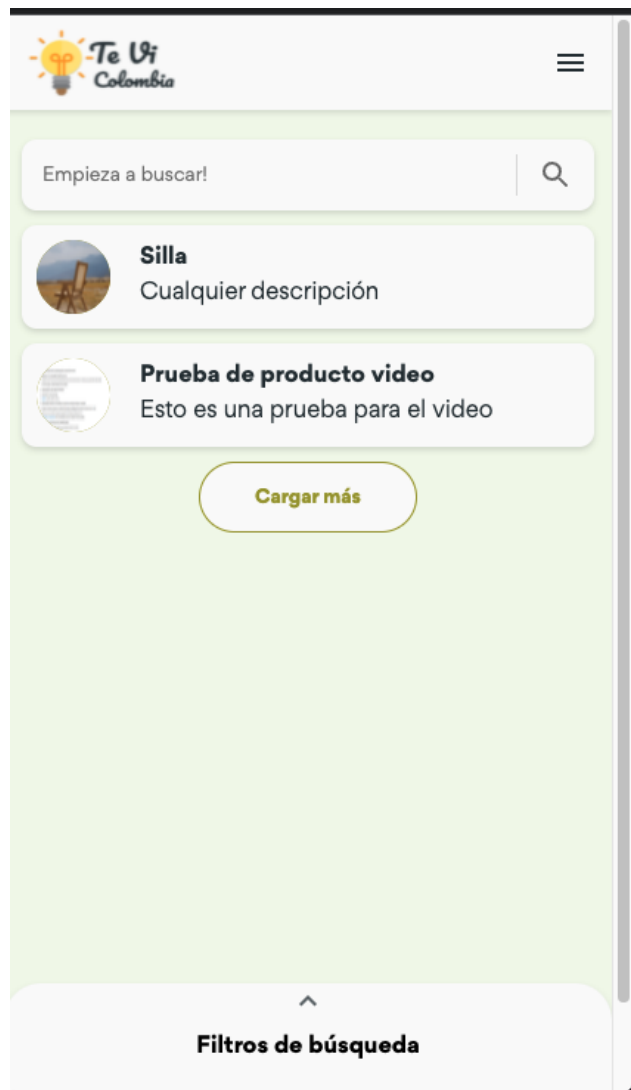 Te Vi
Colombia
Empieza a buscar!
Silla
Cualquier descripción
Prueba de producto video
Esto es una prueba para el video
Cargar más
Filtros de búsqueda